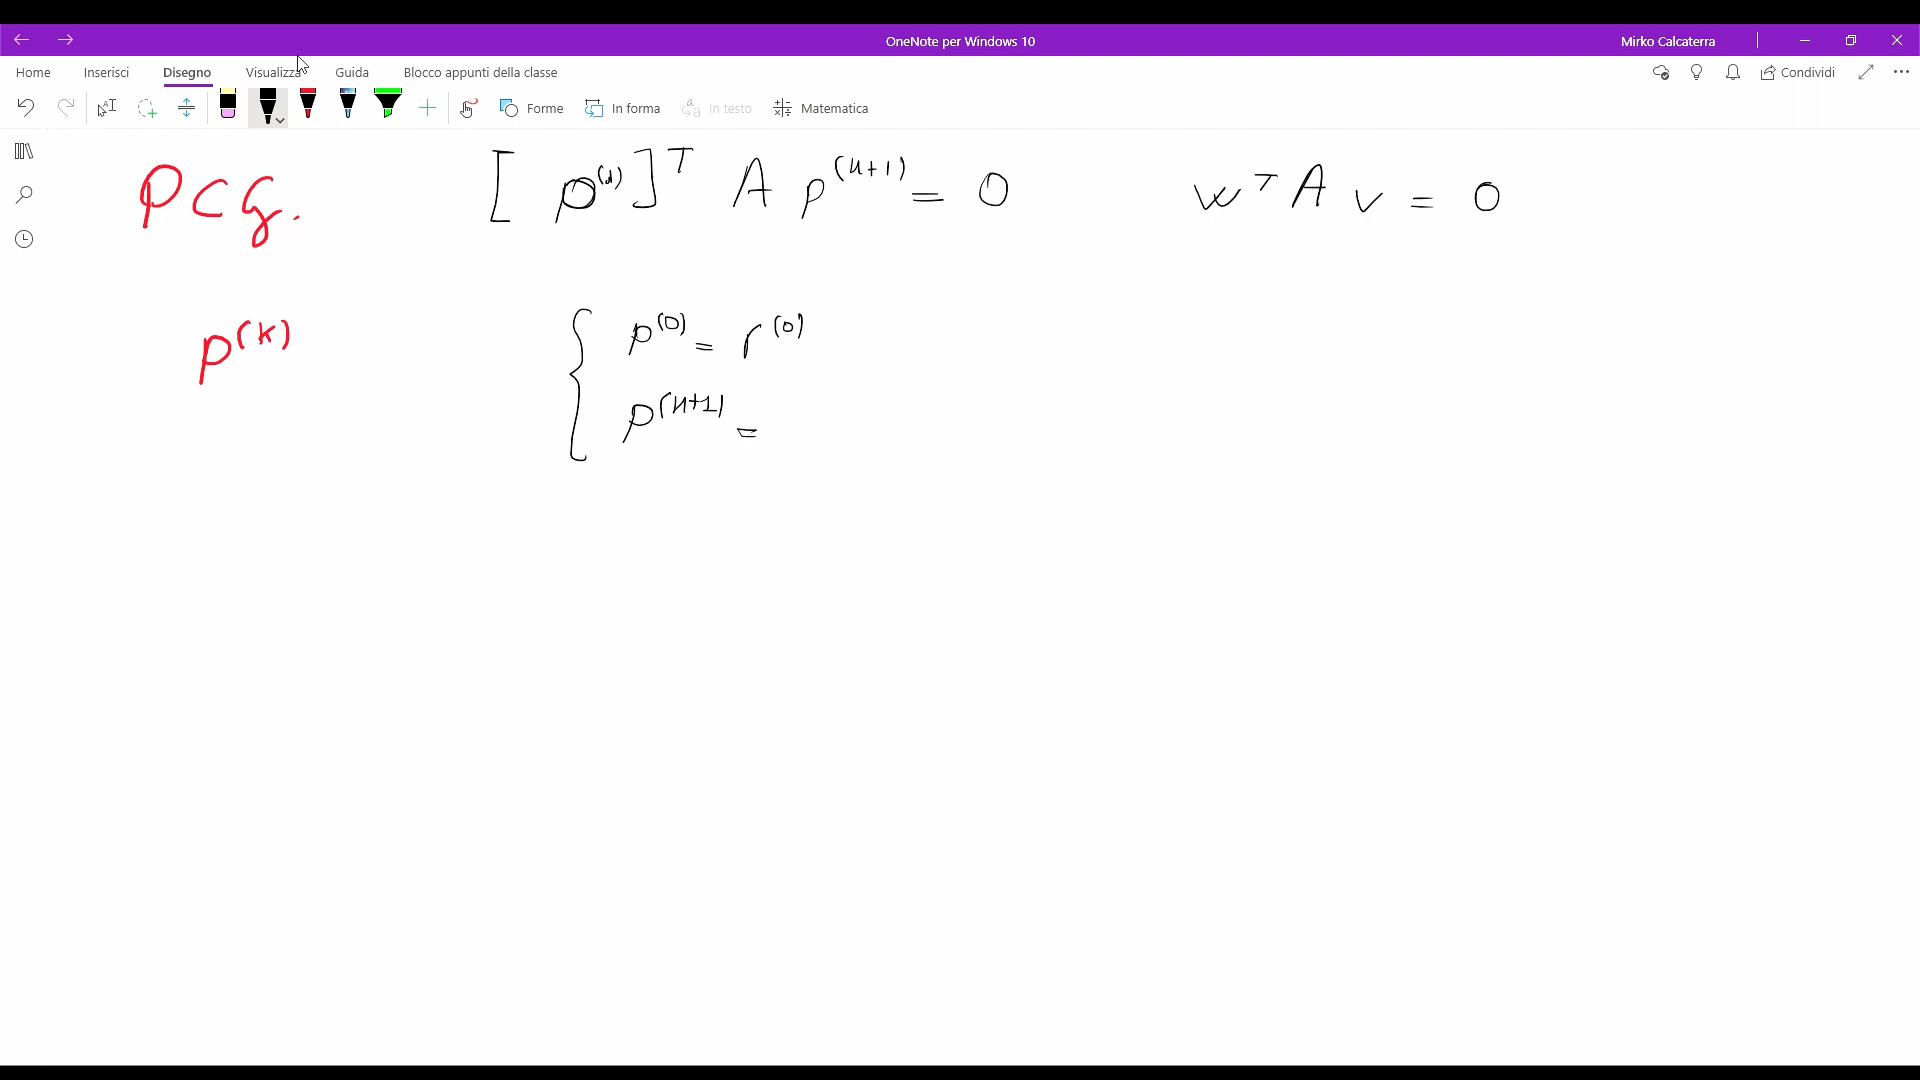 OneNote per Windows 10
Mirko Calcaterra
Home Inserisci Disegno Visualizza Guida Blocco appunti della classe Condividi
Forme In forma In testo Matematica
PCG. [ p^(j) ]^T A p^(k+1) = 0 w^T A v = 0
p^(k) { p^(0) = r^(0)
p^(k+1) =